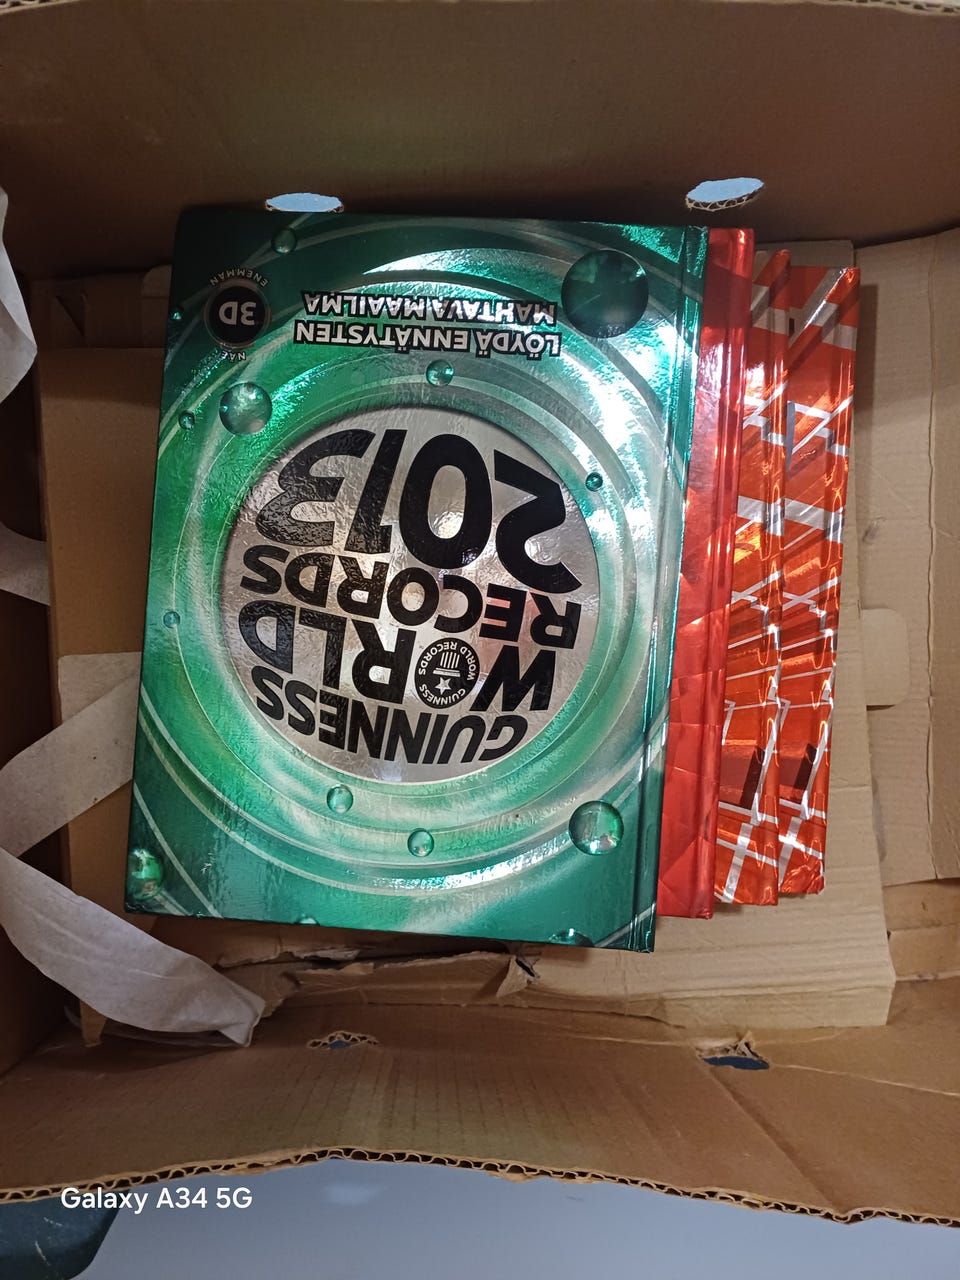 GUINNESS
WORLD
RECORDS
2013
GUINNESS
WORLD RECORDS
LÖYDÄ ENNÄTYSTEN
MAHTAVA MAAILMA
NÄE
3D
ENEMMÄN
Galaxy A34 5G